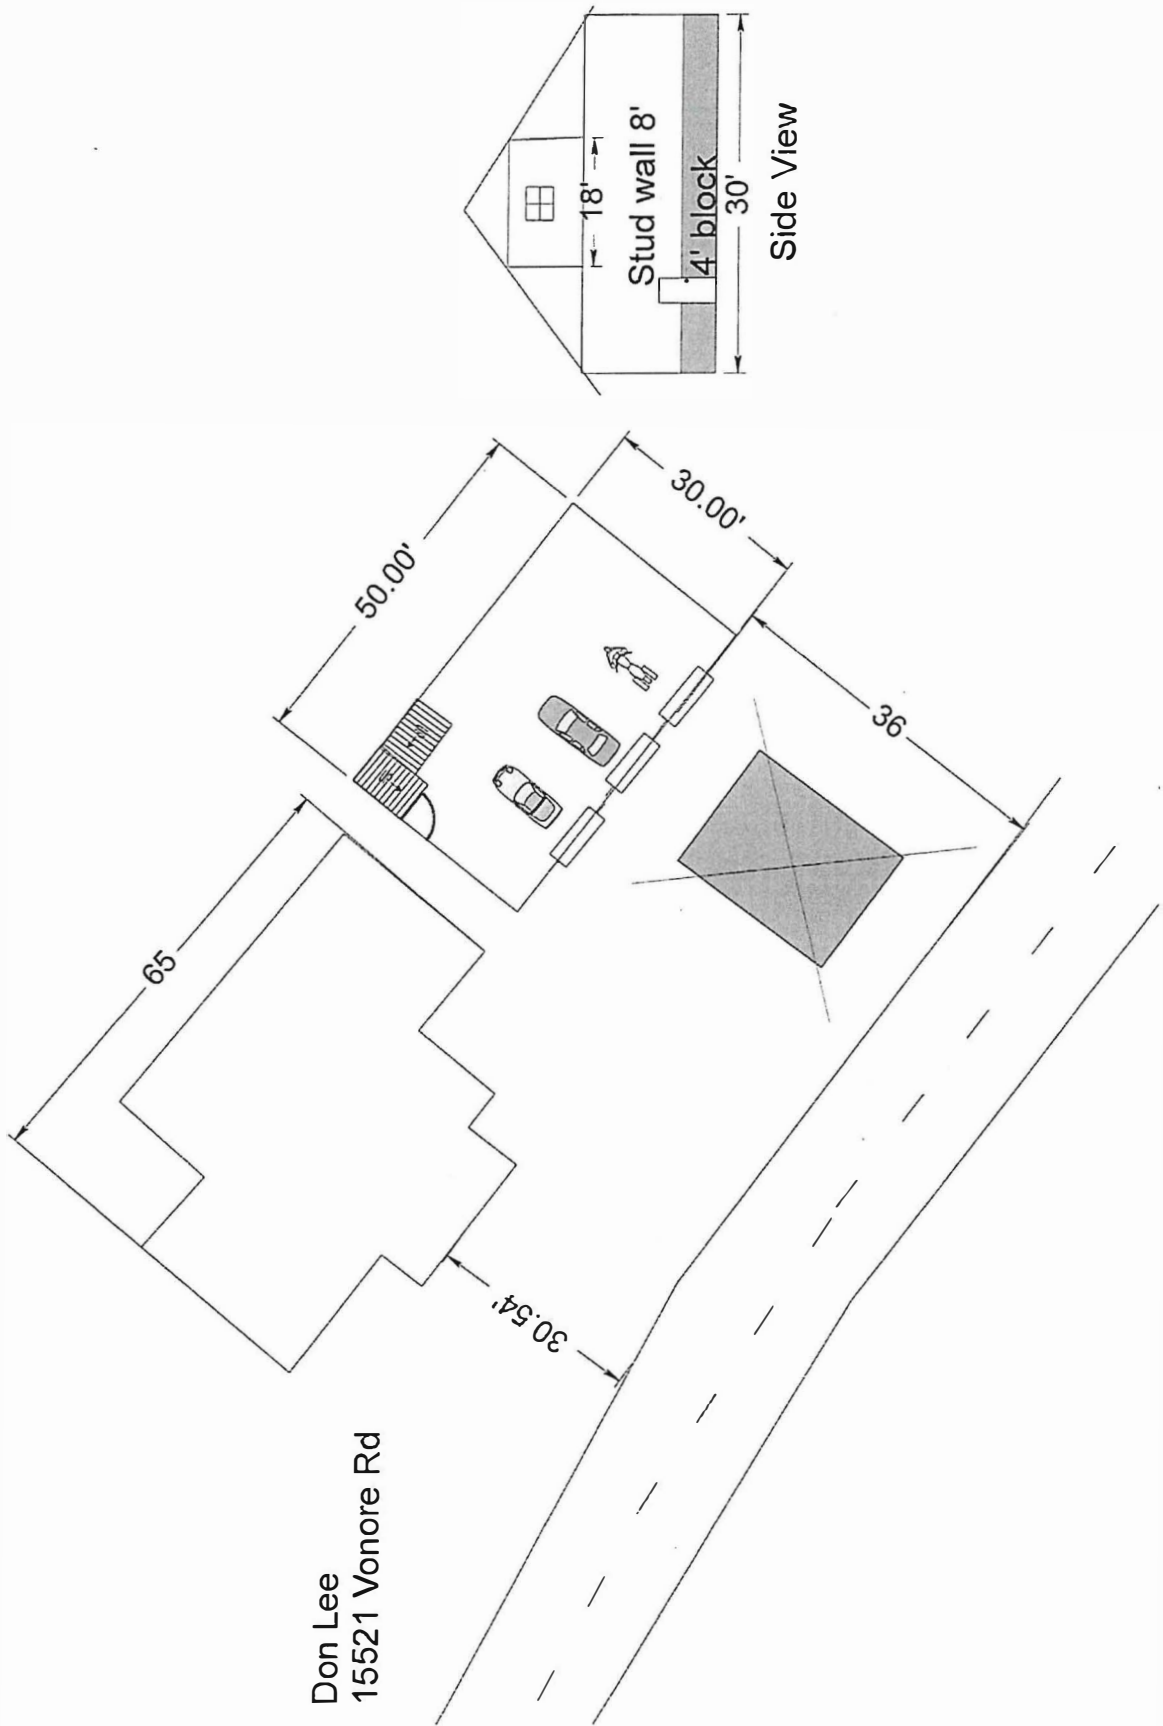 Don Lee
15521 Vonore Rd
65
50.00'
30.00'
36
30.54'
18'
Stud wall 8'
4' block
30'
Side View